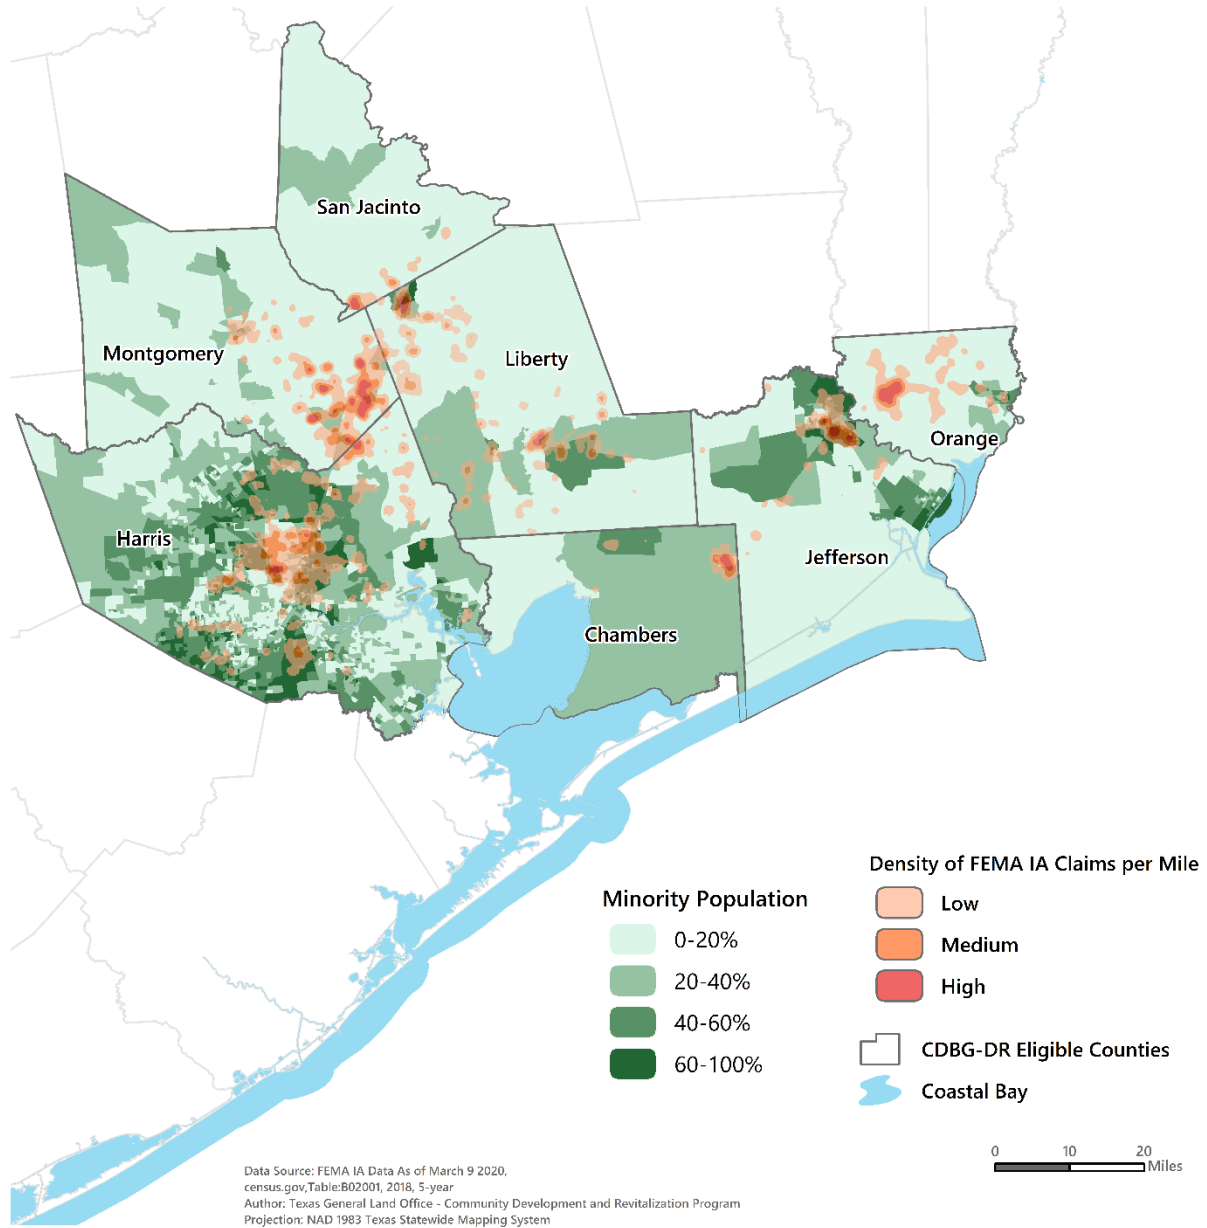 San Jacinto
Montgomery
Liberty
Orange
Harris
Jefferson
Chambers
Density of FEMA IA Claims per Mile
Low
Medium
High
Minority Population
0-20%
20-40%
40-60%
60-100%
CDBG-DR Eligible Counties
Coastal Bay
0 10 20
Miles
Data Source: FEMA IA Data As of March 9 2020,
census.gov,Table:B02001, 2018, 5-year
Author: Texas General Land Office - Community Development and Revitalization Program
Projection: NAD 1983 Texas Statewide Mapping System